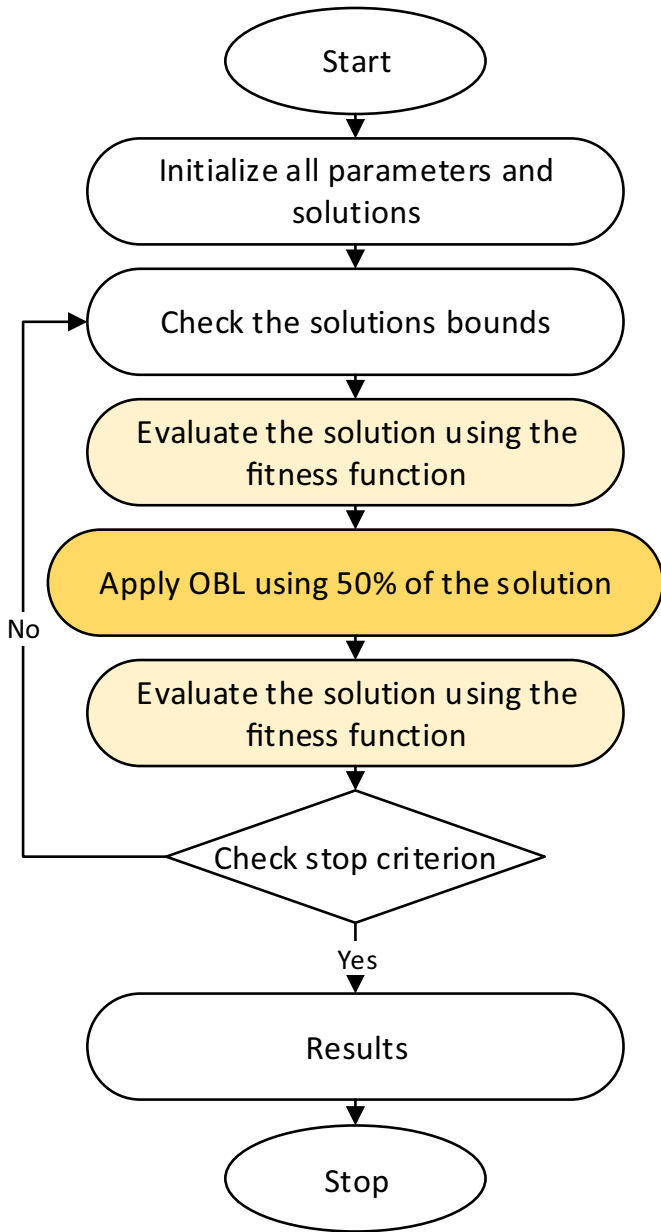 Start
Initialize all parameters and
solutions
Check the solutions bounds
Evaluate the solution using the
fitness function
Apply OBL using 50% of the solution
No
Evaluate the solution using the
fitness function
Check stop criterion
Yes
Results
Stop